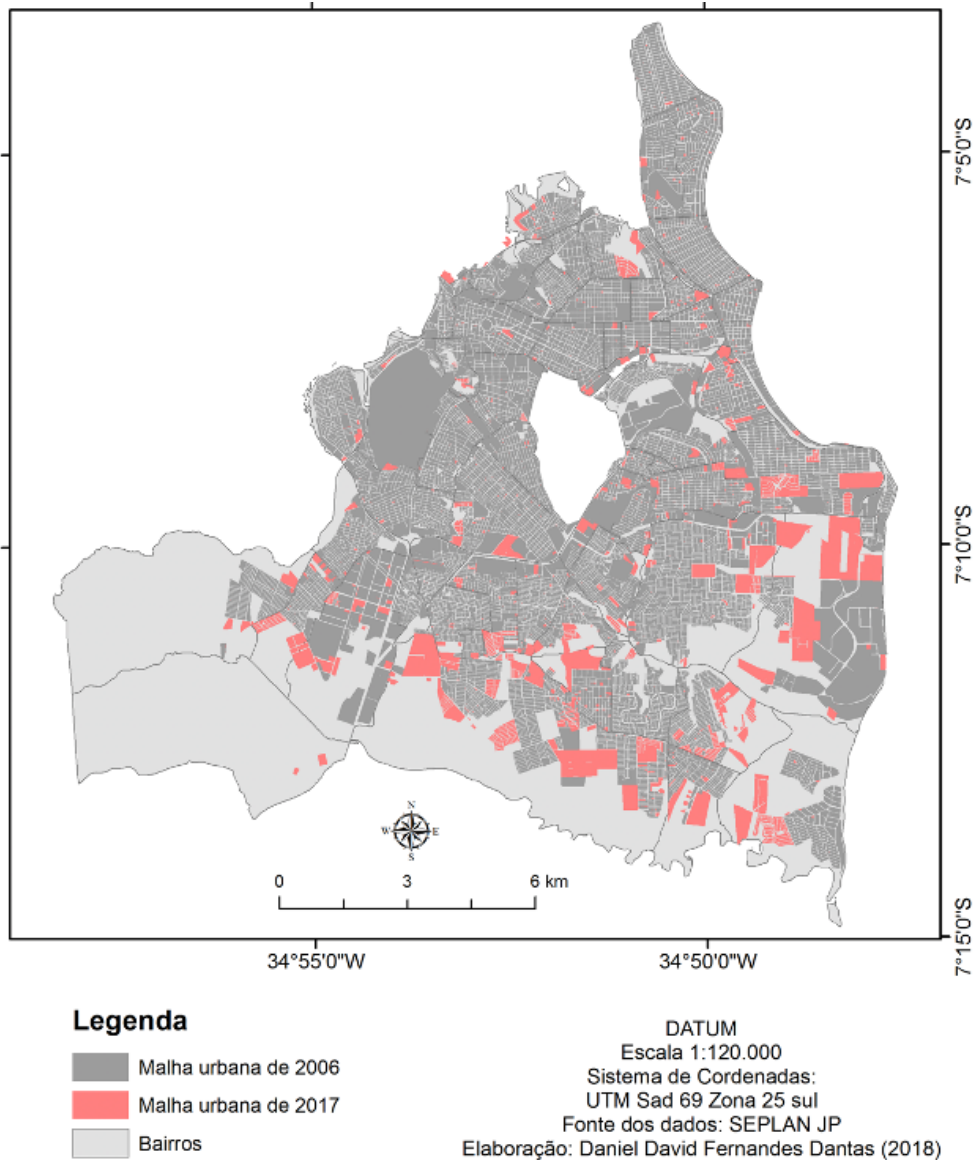 7°5'0"S
7°10'0"S
N
W E
S
0 3 6 km
7°15'0"S
34°55'0"W 34°50'0"W
Legenda
Malha urbana de 2006
Malha urbana de 2017
Bairros
DATUM
Escala 1:120.000
Sistema de Cordenadas:
UTM Sad 69 Zona 25 sul
Fonte dos dados: SEPLAN JP
Elaboração: Daniel David Fernandes Dantas (2018)